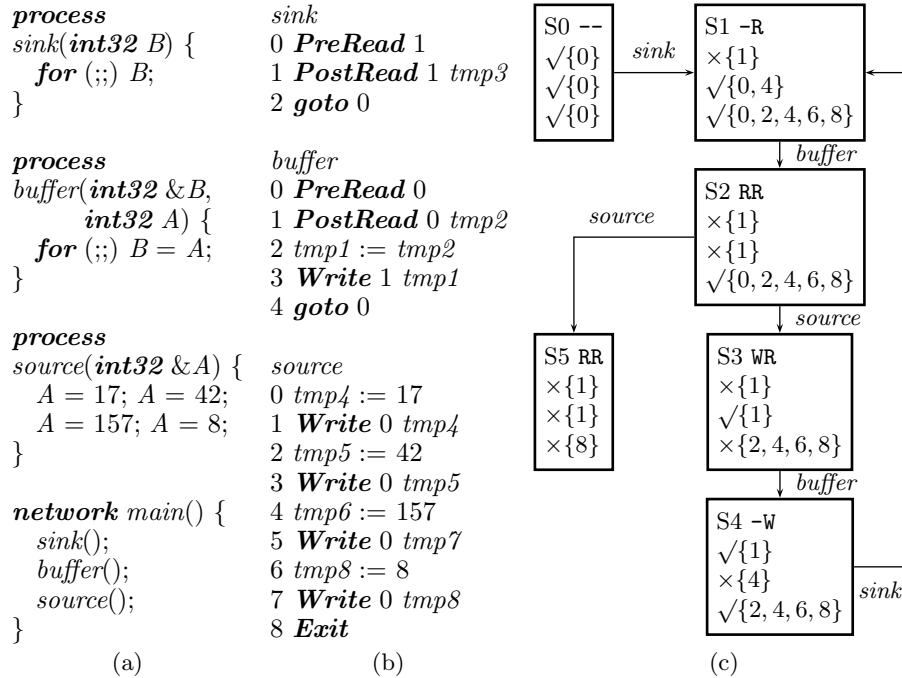 process
sink(int32 B) {
for (;;) B;
}
process
buffer(int32 &B,
int32 A) {
for (;;) B = A;
}
process
source(int32 &A) {
A = 17; A = 42;
A = 157; A = 8;
}
network main() {
sink();
buffer();
source();
}
(a)
sink
0 PreRead 1
1 PostRead 1 tmp3
2 goto 0
buffer
0 PreRead 0
1 PostRead 0 tmp2
2 tmp1 := tmp2
3 Write 1 tmp1
4 goto 0
source
0 tmp4 := 17
1 Write 0 tmp4
2 tmp5 := 42
3 Write 0 tmp5
4 tmp6 := 157
5 Write 0 tmp7
6 tmp8 := 8
7 Write 0 tmp8
8 Exit
(b)
S0 --
√{0}
√{0}
√{0}
sink
S1 -R
×{1}
√{0, 4}
√{0, 2, 4, 6, 8}
buffer
S2 RR
×{1}
×{1}
√{0, 2, 4, 6, 8}
source
source
S5 RR
×{1}
×{1}
×{8}
S3 WR
×{1}
√{1}
×{2, 4, 6, 8}
buffer
S4 -W
√{1}
×{4}
√{2, 4, 6, 8}
sink
(c)